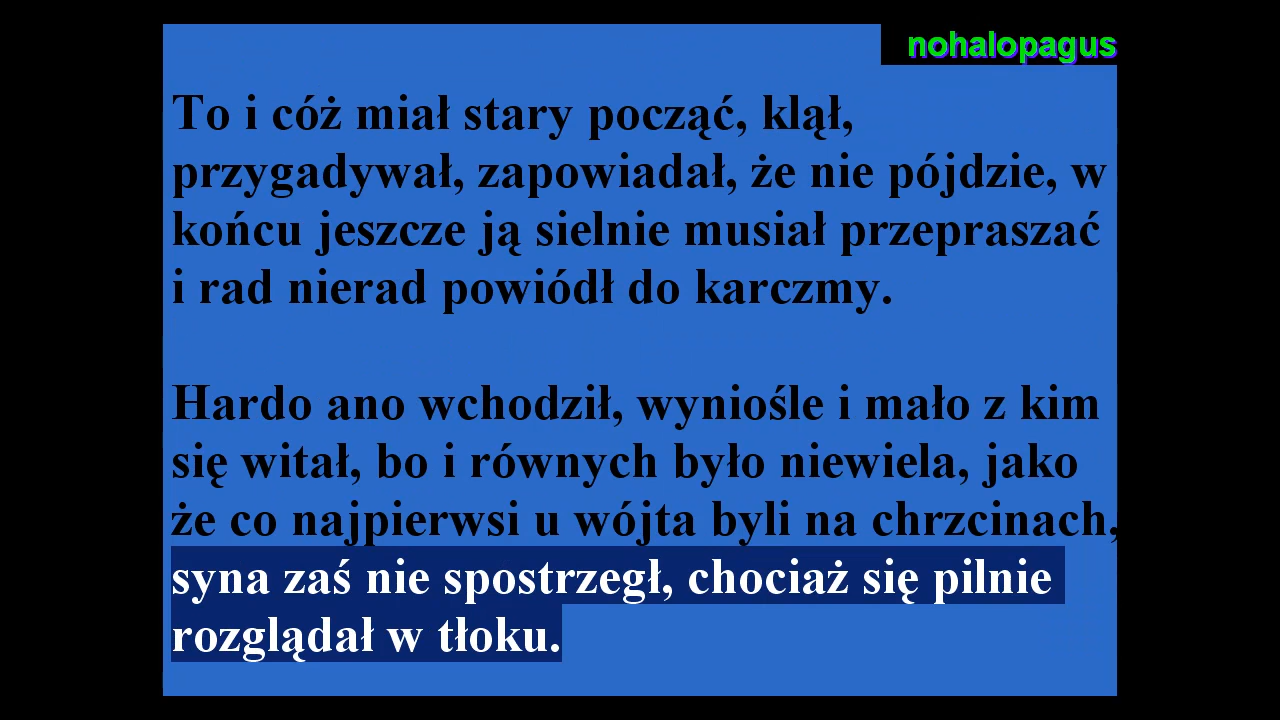 nohalopagus
To i cóż miał stary począć, klął,
przygadywał, zapowiadał, że nie pójdzie, w
końcu jeszcze ją sielnie musiał przepraszać
i rad nierad powiódł do karczmy.
Hardo ano wchodził, wyniośle i mało z kim
się witał, bo i równych było niewiela, jako
że co najpierwsi u wójta byli na chrzcinach,
syna zaś nie spostrzegł, chociaż się pilnie
rozglądał w tłoku.